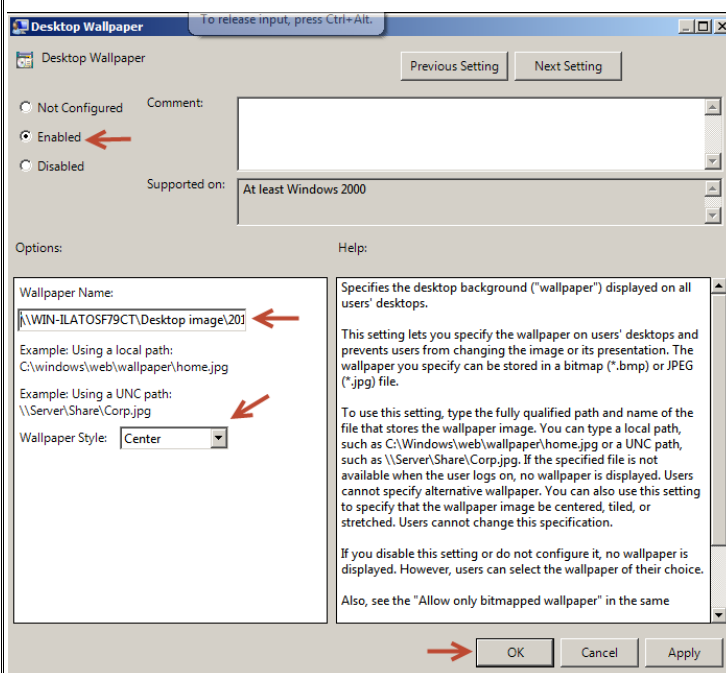 Desktop Wallpaper
To release input, press Ctrl+Alt.
Desktop Wallpaper
Previous Setting
Next Setting
Not Configured
Comment:
Enabled
Disabled
Supported on:
At least Windows 2000
Options:
Help:
Wallpaper Name:
\\WIN-ILATOSF79CT\Desktop image\201
Example: Using a local path:
C:\windows\web\wallpaper\home.jpg
Example: Using a UNC path:
\\Server\Share\Corp.jpg
Wallpaper Style:
Center
Specifies the desktop background ("wallpaper") displayed on all
users' desktops.
This setting lets you specify the wallpaper on users' desktops and
prevents users from changing the image or its presentation. The
wallpaper you specify can be stored in a bitmap (*.bmp) or JPEG
(*.jpg) file.
To use this setting, type the fully qualified path and name of the
file that stores the wallpaper image. You can type a local path,
such as C:\Windows\web\wallpaper\home.jpg or a UNC path,
such as \\Server\Share\Corp.jpg. If the specified file is not
available when the user logs on, no wallpaper is displayed. Users
cannot specify alternative wallpaper. You can also use this setting
to specify that the wallpaper image be centered, tiled, or
stretched. Users cannot change this specification.
If you disable this setting or do not configure it, no wallpaper is
displayed. However, users can select the wallpaper of their choice.
Also, see the "Allow only bitmapped wallpaper" in the same
OK
Cancel
Apply